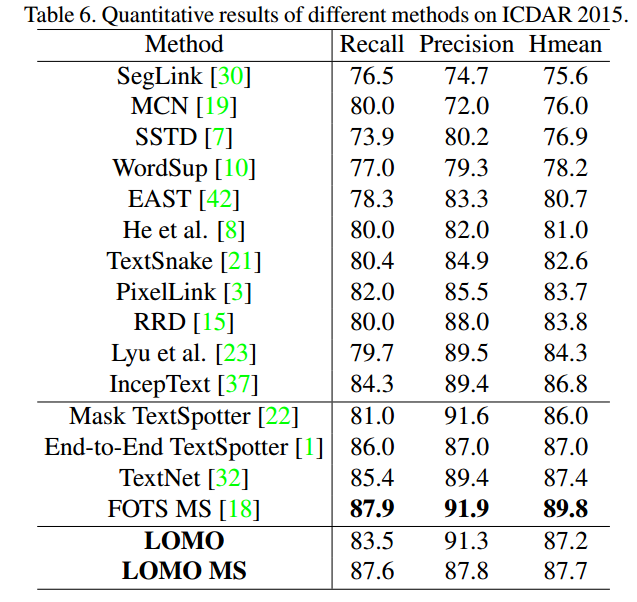 Table 6. Quantitative results of different methods on ICDAR 2015.
Method Recall Precision Hmean
SegLink [30] 76.5 74.7 75.6
MCN [19] 80.0 72.0 76.0
SSTD [7] 73.9 80.2 76.9
WordSup [10] 77.0 79.3 78.2
EAST [42] 78.3 83.3 80.7
He et al. [8] 80.0 82.0 81.0
TextSnake [21] 80.4 84.9 82.6
PixelLink [3] 82.0 85.5 83.7
RRD [15] 80.0 88.0 83.8
Lyu et al. [23] 79.7 89.5 84.3
IncepText [37] 84.3 89.4 86.8
Mask TextSpotter [22] 81.0 91.6 86.0
End-to-End TextSpotter [1] 86.0 87.0 87.0
TextNet [32] 85.4 89.4 87.4
FOTS MS [18] 87.9 91.9 89.8
LOMO 83.5 91.3 87.2
LOMO MS 87.6 87.8 87.7